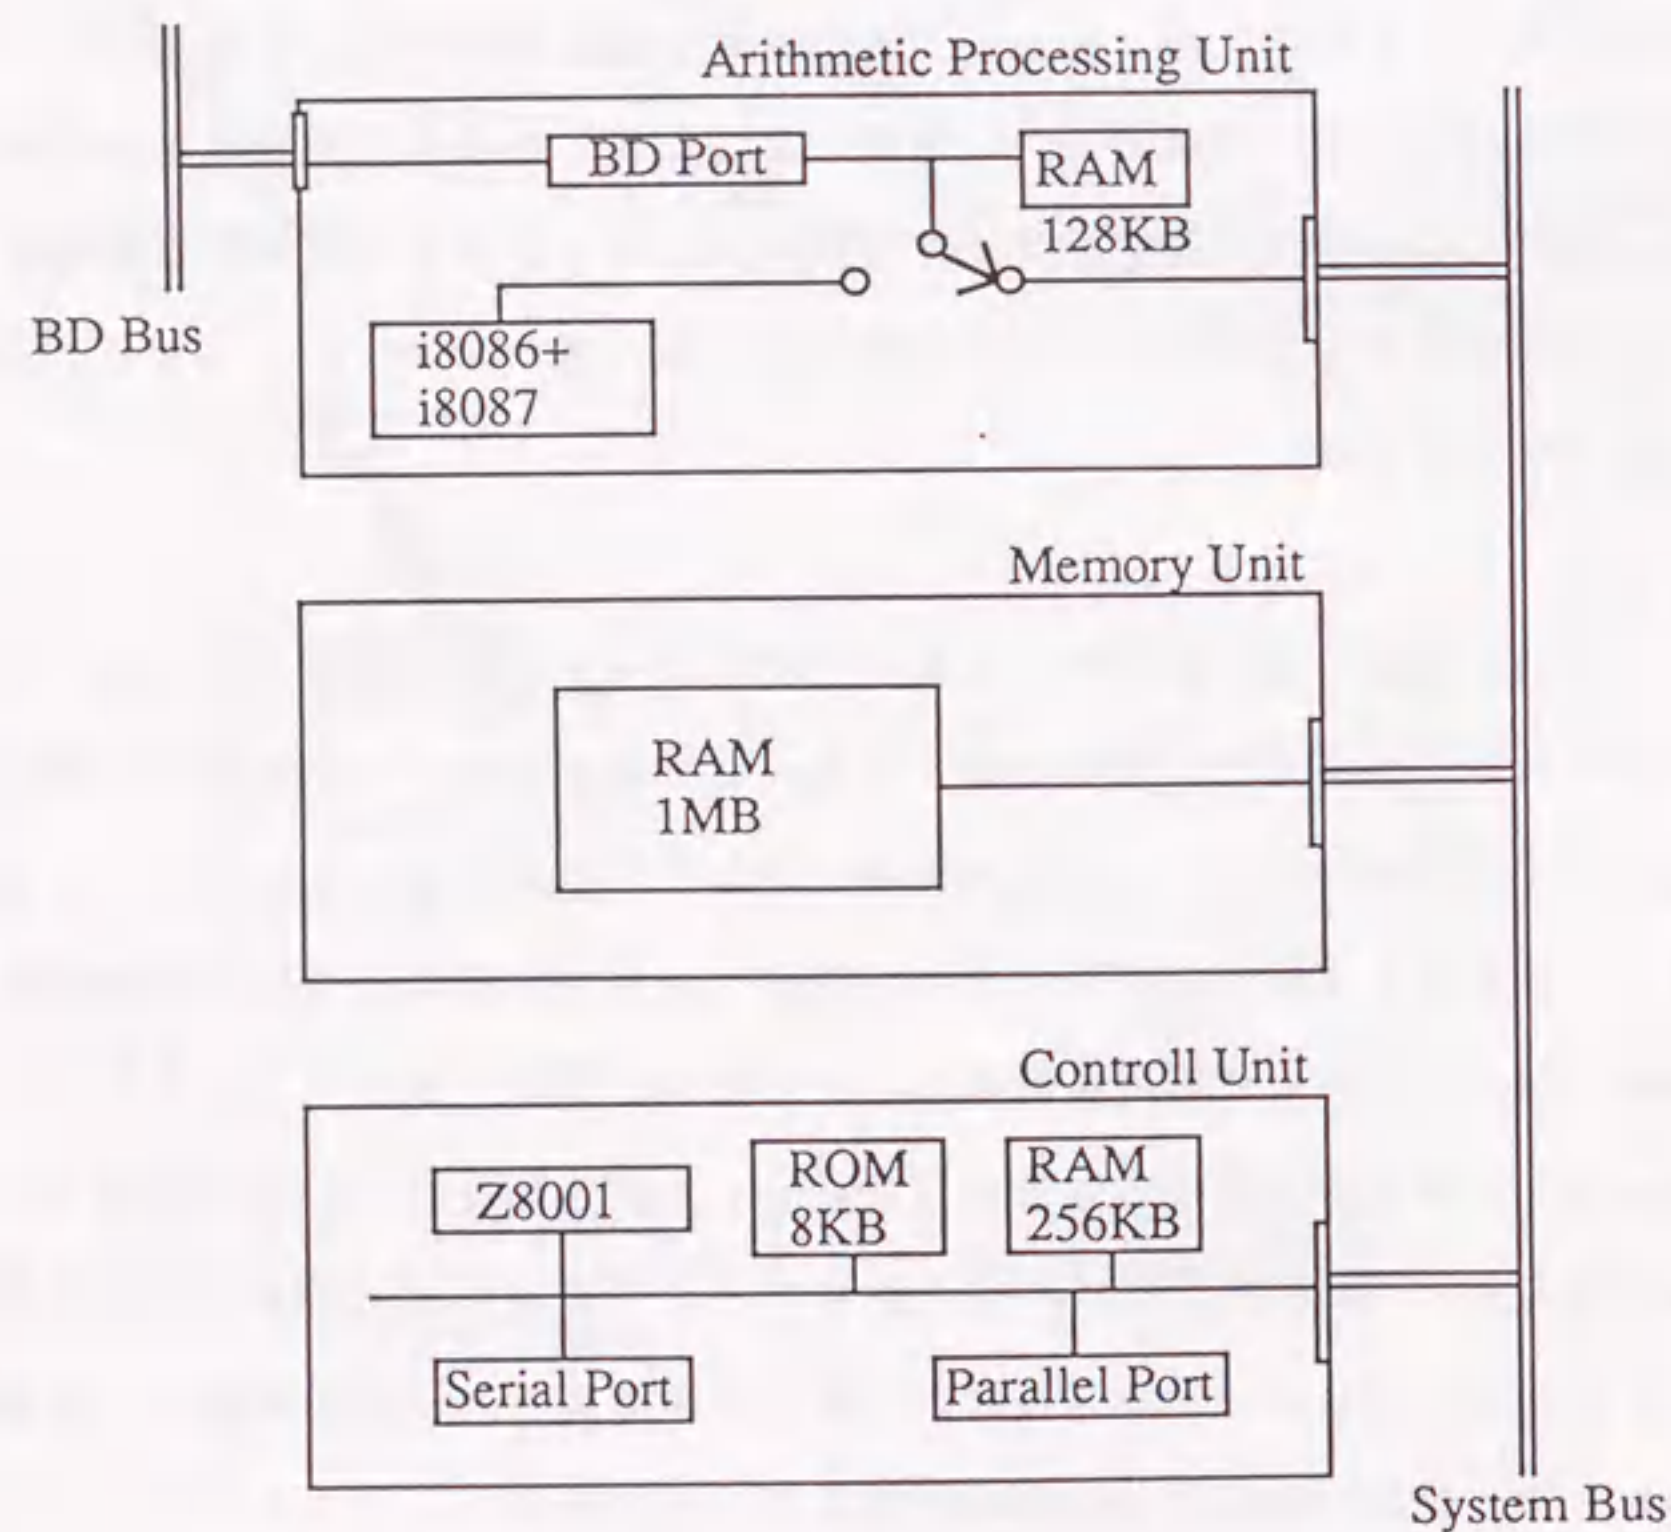 Arithmetic Processing Unit
BD Port
RAM
128KB
BD Bus
i8086+
i8087
Memory Unit
RAM
1MB
Controll Unit
Z8001
ROM
8KB
RAM
256KB
Serial Port
Parallel Port
System Bus